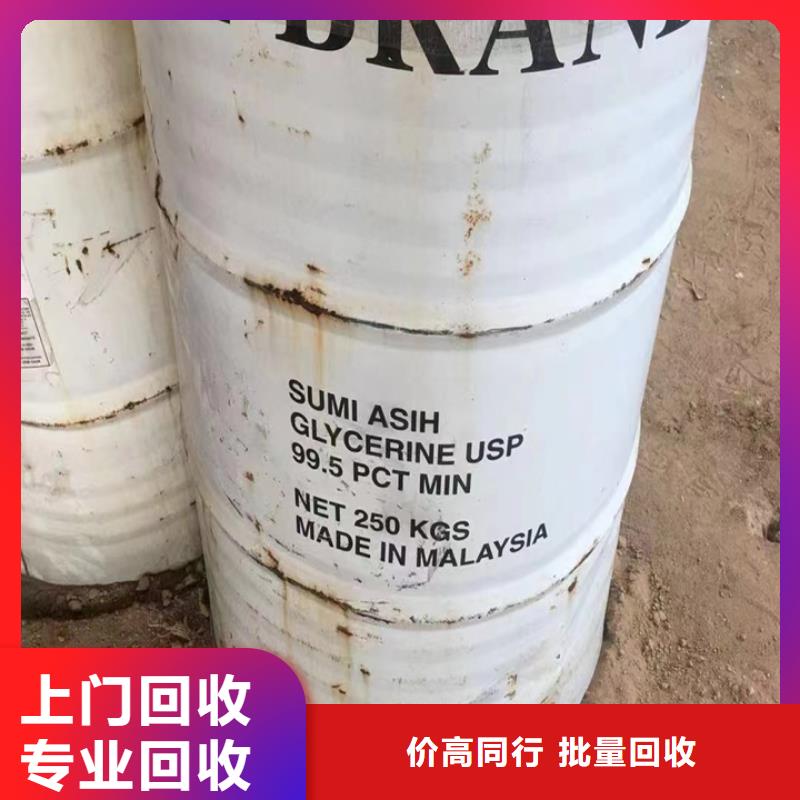 BRAND
SUMI ASIH
GLYCERINE USP
99.5 PCT MIN
NET 250 KGS
MADE IN MALAYSIA
上门回收
专业回收
价高同行 批量回收